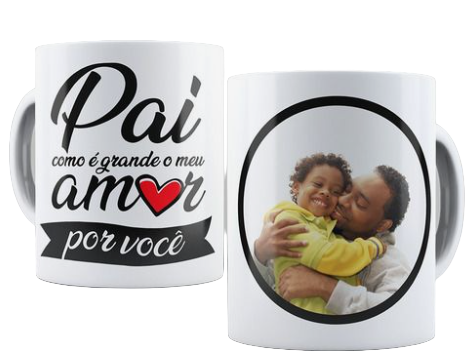 Pai
como é grande o meu
amor
por você